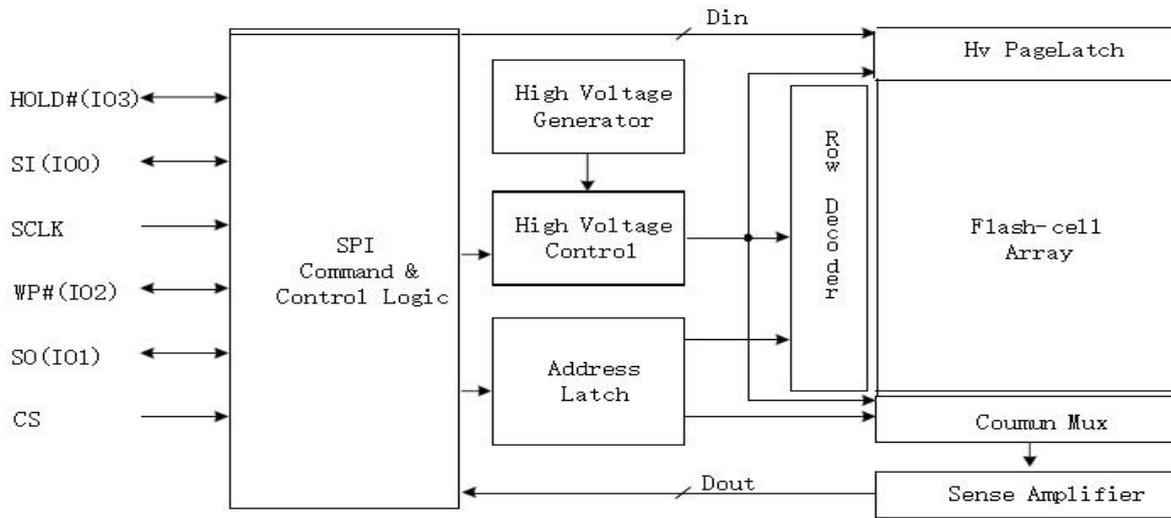 Din
Hv PageLatch
HOLD#(IO3)
SI(IO0)
SCLK
WP#(IO2)
SO(IO1)
CS
SPI
Command &
Control Logic
High Voltage
Generator
High Voltage
Control
Address
Latch
Row Decoder
Flash-cell
Array
Coumun Mux
Dout
Sense Amplifier